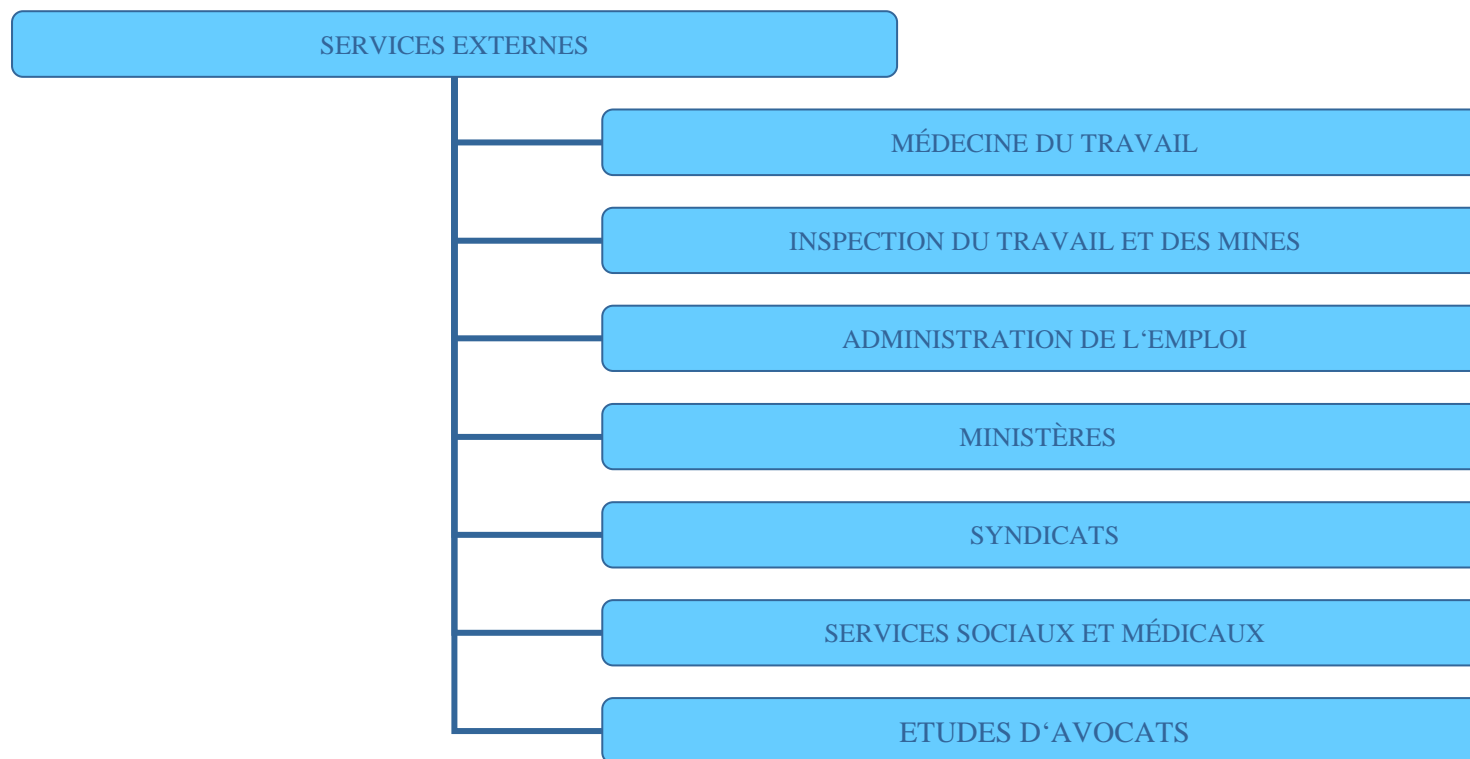 SERVICES EXTERNES
MÉDECINE DU TRAVAIL
INSPECTION DU TRAVAIL ET DES MINES
ADMINISTRATION DE L‘EMPLOI
MINISTÈRES
SYNDICATS
SERVICES SOCIAUX ET MÉDICAUX
ETUDES D‘AVOCATS